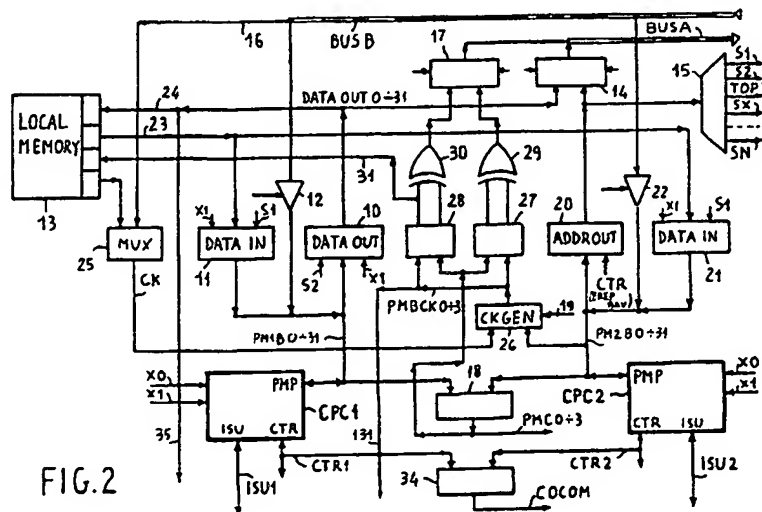 16
BUS B
17
BUSA
S1
S2
TOP
SX
SN
15
14
24
DATA OUT 0÷31
23
LOCAL
MEMORY
13
31
30
29
12
22
X1
S1
28
27
10
20
X1
S1
25
MUX
DATA IN
11
DATA OUT
ADDROUT
DATA IN
21
CK
S2
X1
CTR
PMBCK0÷3
CKGEN
26
19
PM1B0÷31
PM2B0÷31
X0
X1
PMP
CPC1
ISU
CTR
18
PMP
CPC2
CTR
ISU
X0
X1
35
131
PMC0÷3
CTR1
CTR2
ISU1
34
COCOM
ISU2
FIG.2